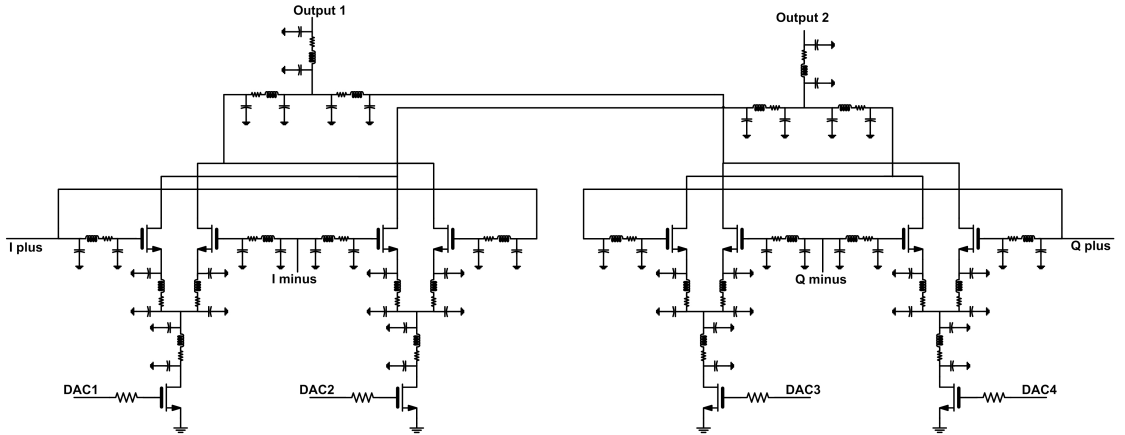 Output 1
Output 2
I plus
I minus
Q minus
Q plus
DAC1
DAC2
DAC3
DAC4